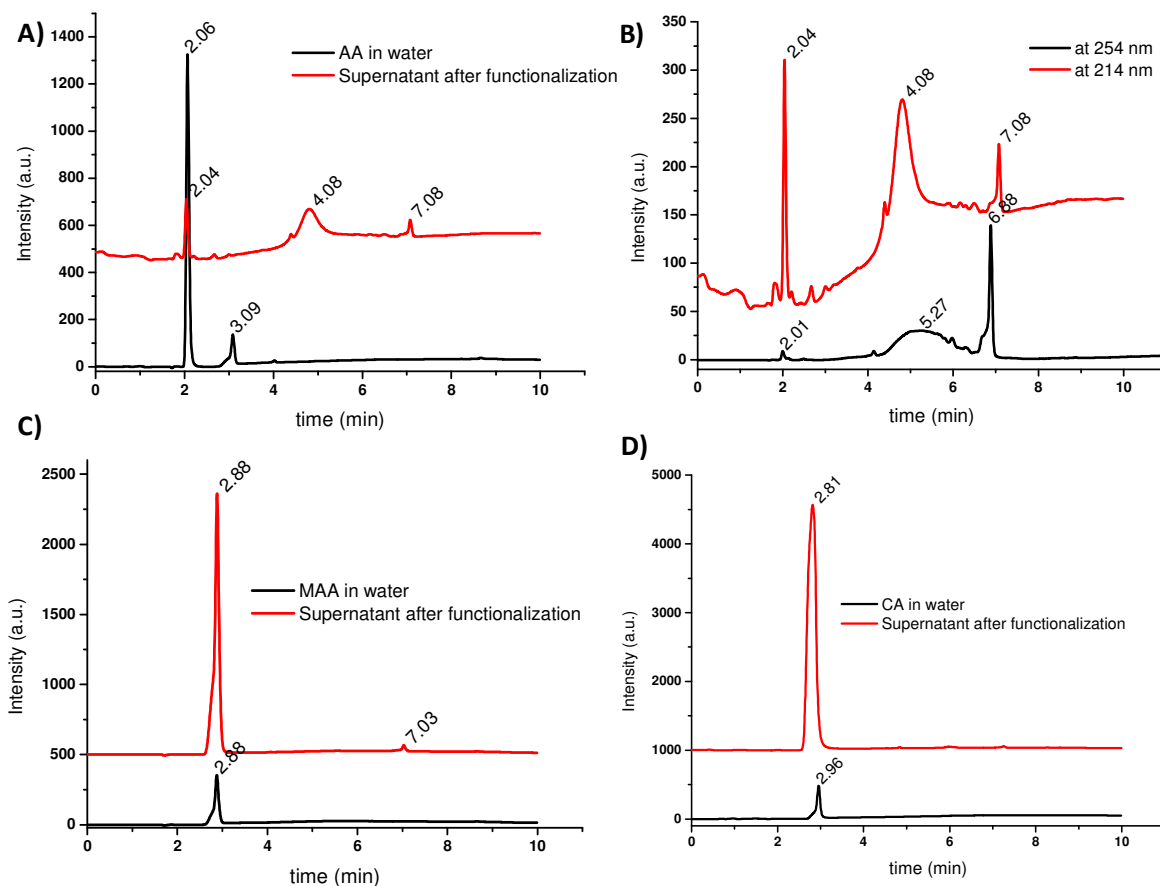 A)
2.06
AA in water
Supernatant after functionalization
2.04
4.08
7.08
3.09
1400
1200
1000
800
600
400
200
0
Intensity (a.u.)
0 2 4 6 8 10
time (min)
B)
2.04
4.08
7.08
6.88
5.27
2.01
at 254 nm
at 214 nm
350
300
250
200
150
100
50
0
Intensity (a.u.)
0 2 4 6 8 10
time (min)
C)
2.88
MAA in water
Supernatant after functionalization
7.03
2.88
2500
2000
1500
1000
500
0
Intensity (a.u.)
0 2 4 6 8 10
time (min)
D)
2.81
CA in water
Supernatant after functionalization
2.96
5000
4000
3000
2000
1000
0
Intensity (a.u.)
0 2 4 6 8 10
time (min)